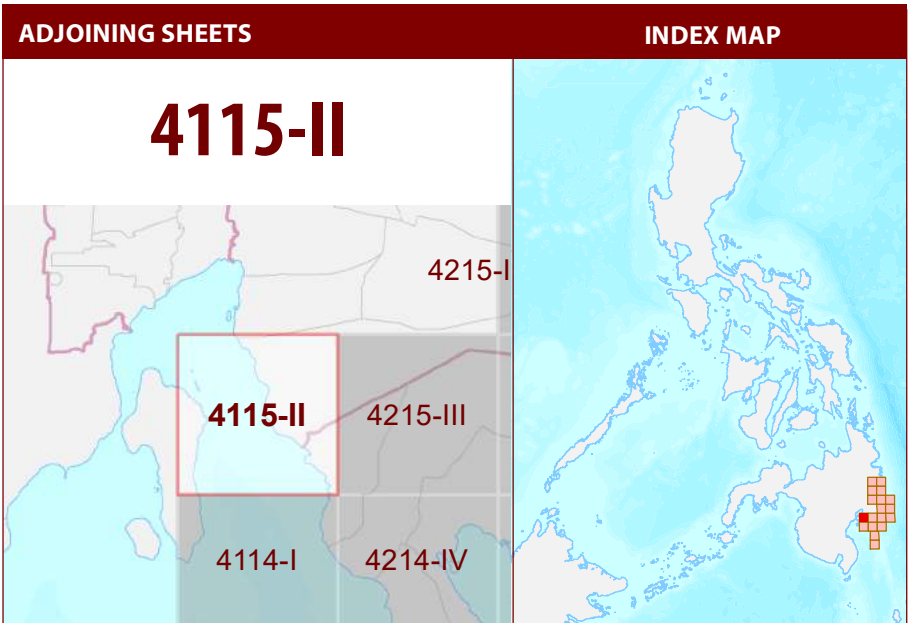 ADJOINING SHEETS
INDEX MAP
4115-II
4215-I
4115-II
4215-III
4114-I
4214-IV